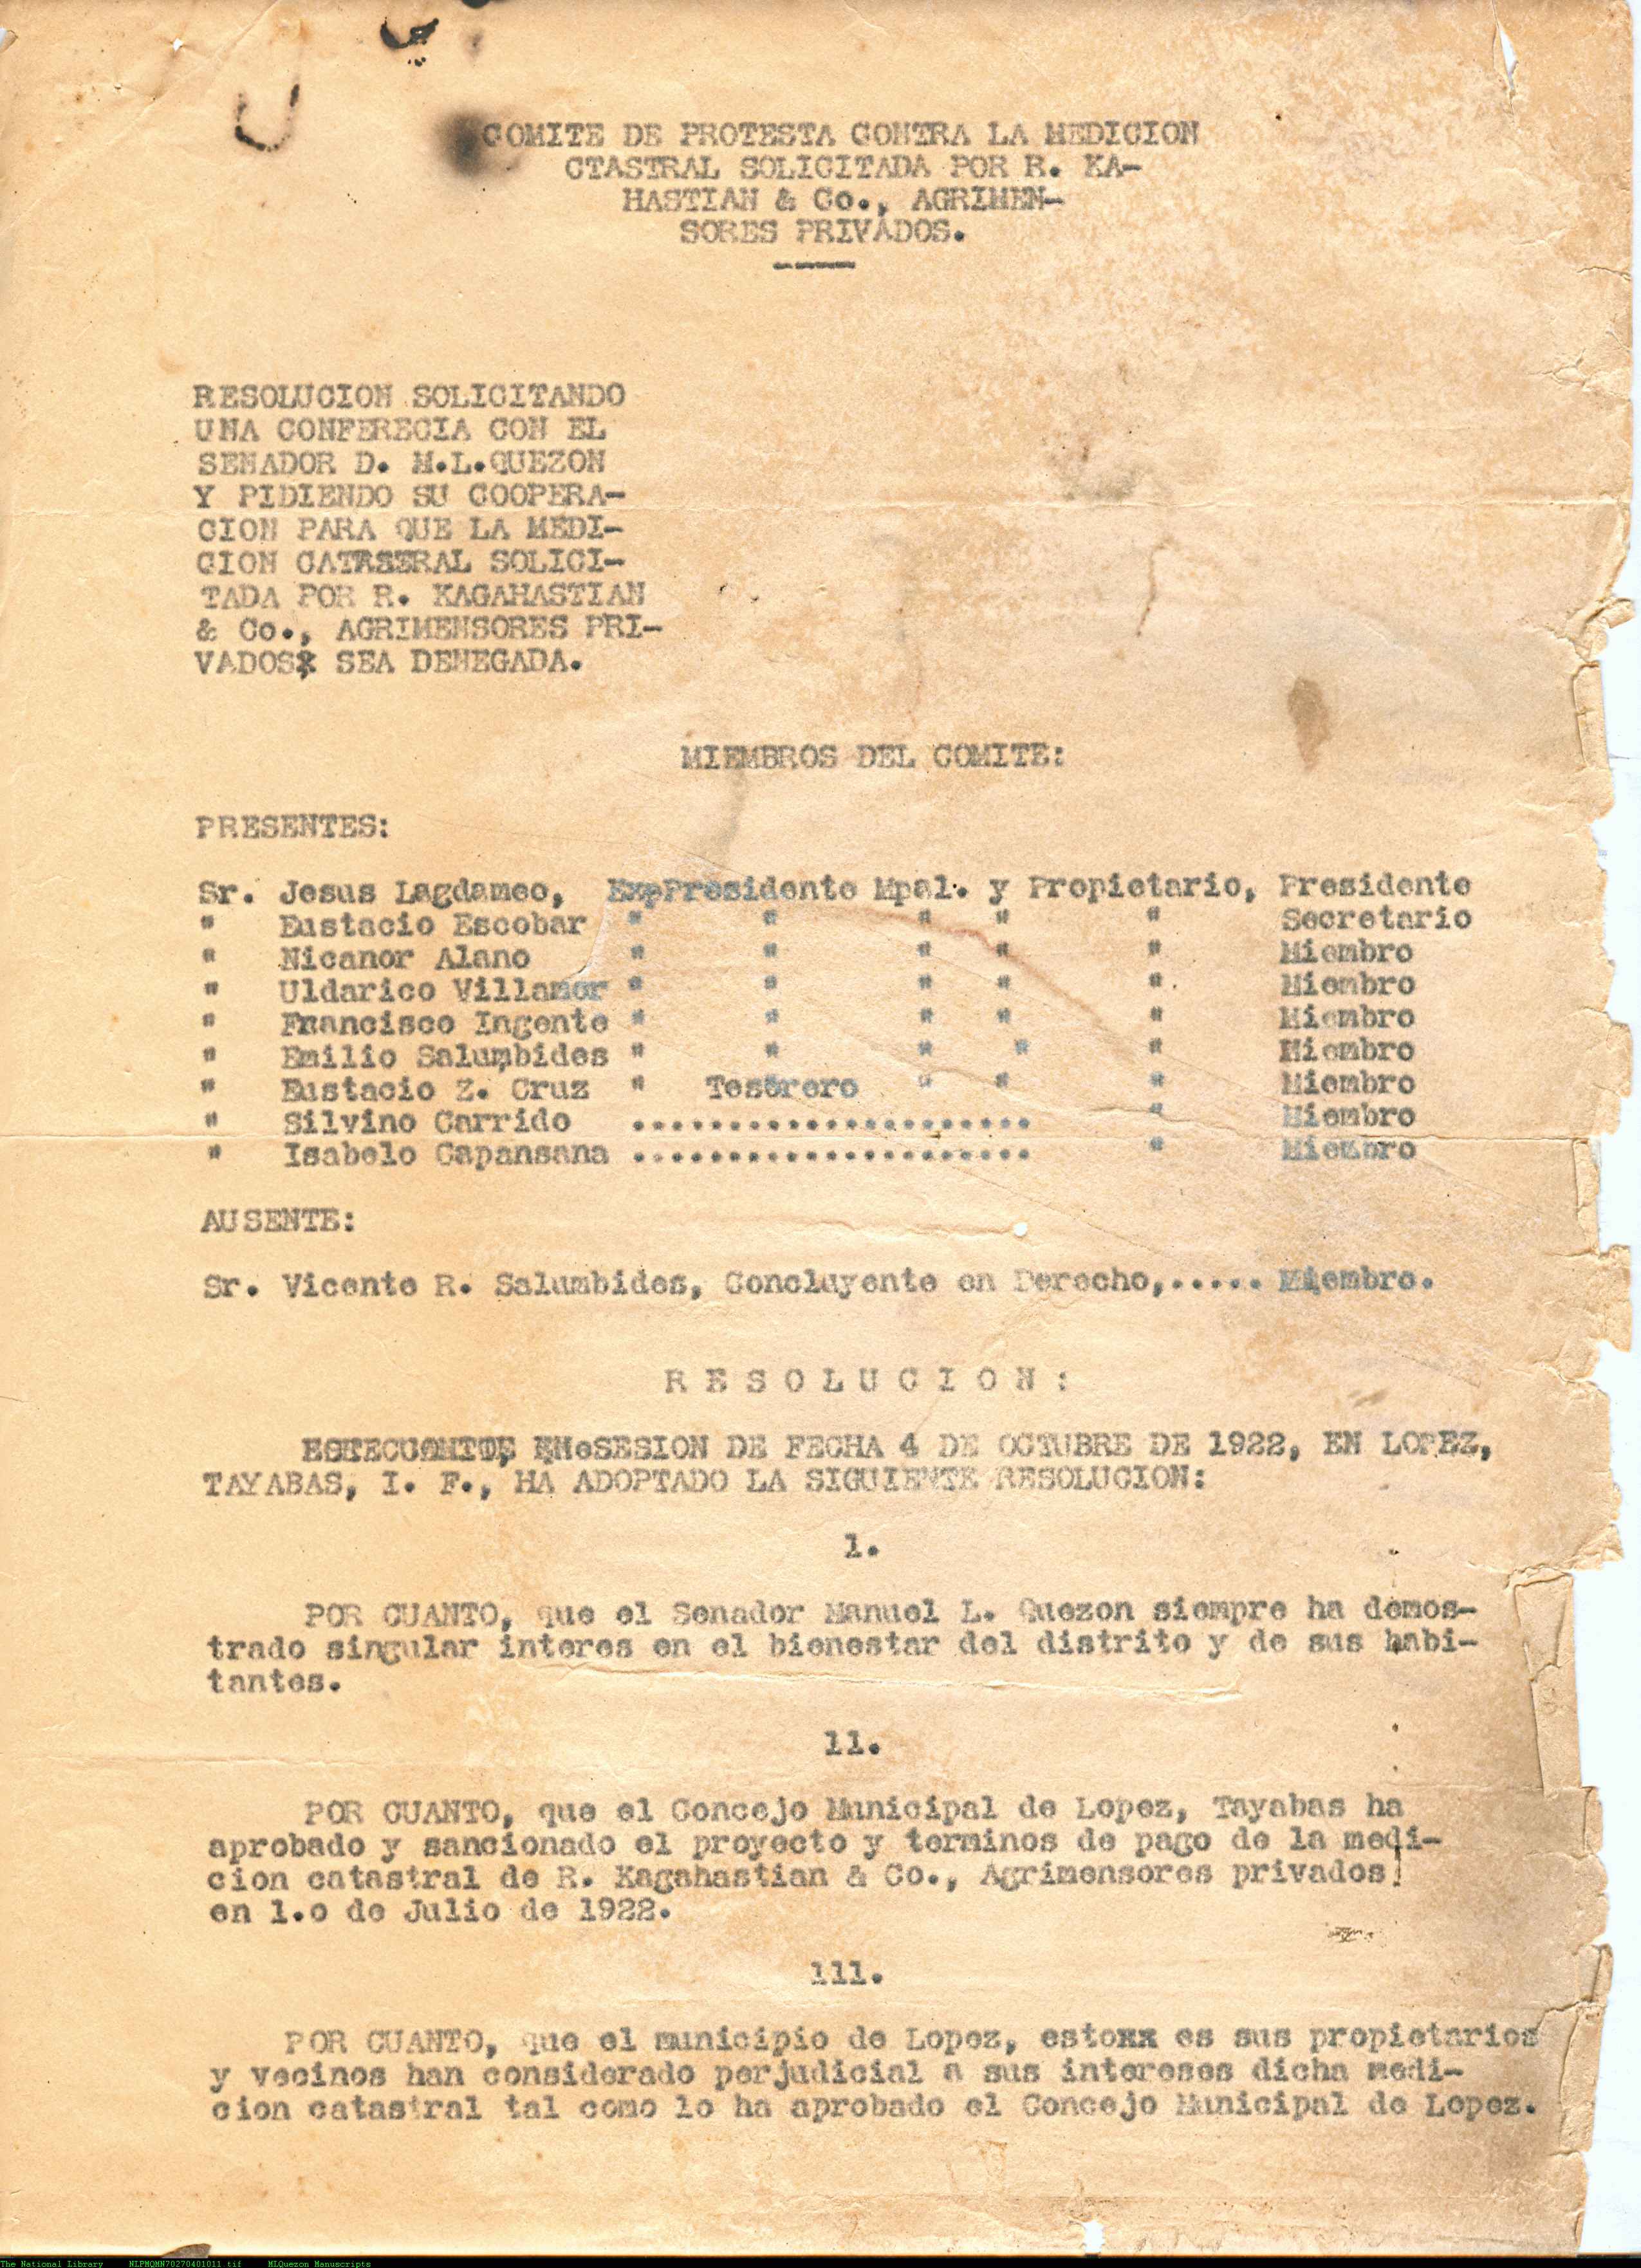 COMITE DE PROTESTA CONTRA LA MEDICION
CTASTRAL SOLICITADA POR R. KA-
HASTIAN & Co., AGRIMEN-
SORES PRIVADOS.
RESOLUCION SOLICITANDO
UNA CONFERECIA CON EL
SENADOR D. M.L.QUEZON
Y PIDIENDO SU COOPERA-
CION PARA QUE LA MEDI-
CION CATASTRAL SOLICI-
TADA POR R. KAGAHASTIAN
& Co., AGRIMENSORES PRI-
VADOS SEA DENEGADA.
MIEMBROS DEL COMITE:
PRESENTES:
Sr. Jesus Lagdameo, ExpPresidente Mpal. y Propietario, Presidente
" Eustacio Escobar " " " " " Secretario
" Nicanor Alano " " " " " Miembro
" Uldarico Villamor " " " " ". Miembro
" Francisco Ingente " " " " " Miembro
" Emilio Salumbides " " " " " Miembro
" Eustacio Z. Cruz " Tesorero " " " Miembro
" Silvino Carrido ..................... " Miembro
" Isabelo Capansana ..................... " Miembro
AUSENTE:
Sr. Vicente R. Salumbides, Concluyente en Derecho,..... Miembro.
R E S O L U C I O N :
SESION DE FECHA 4 DE OCTUBRE DE 1922, EN LOPEZ,
TAYABAS, I. F., HA ADOPTADO LA SIGUIENTE RESOLUCION:
1.
POR CUANTO, que el Senador Manuel L. Quezon siempre ha demos-
trado singular interes en el bienestar del distrito y de sus habi-
tantes.
11.
POR CUANTO, que el Concejo Municipal de Lopez, Tayabas ha
aprobado y sancionado el proyecto y terminos de pago de la medi-
cion catastral de R. Kagahastian & Co., Agrimensores privados
en 1.o de Julio de 1922.
111.
POR CUANTO, que el municipio de Lopez, estoxx es sus propietarios
y vecinos han considerado perjudicial a sus intereses dicha medi-
cion catastral tal como lo ha aprobado el Concejo Municipal de Lopez.
The National Library NLPMQMN70270401011.tif MLQuezon Manuscripts